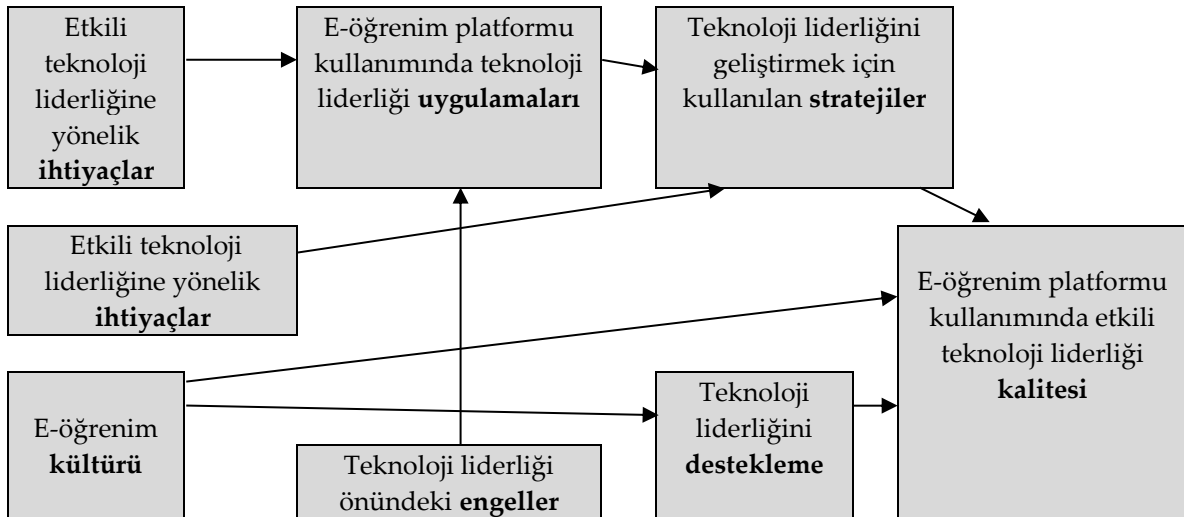 Etkili
teknoloji
liderliğine
yönelik
ihtiyaçlar
E-öğrenim platformu
kullanımında teknoloji
liderliği uygulamaları
Teknoloji liderliğini
geliştirmek için
kullanılan stratejiler
Etkili teknoloji
liderliğine yönelik
ihtiyaçlar
E-öğrenim platformu
kullanımında etkili
teknoloji liderliği
kalitesi
E-öğrenim
kültürü
Teknoloji liderliği
önündeki engeller
Teknoloji
liderliğini
destekleme